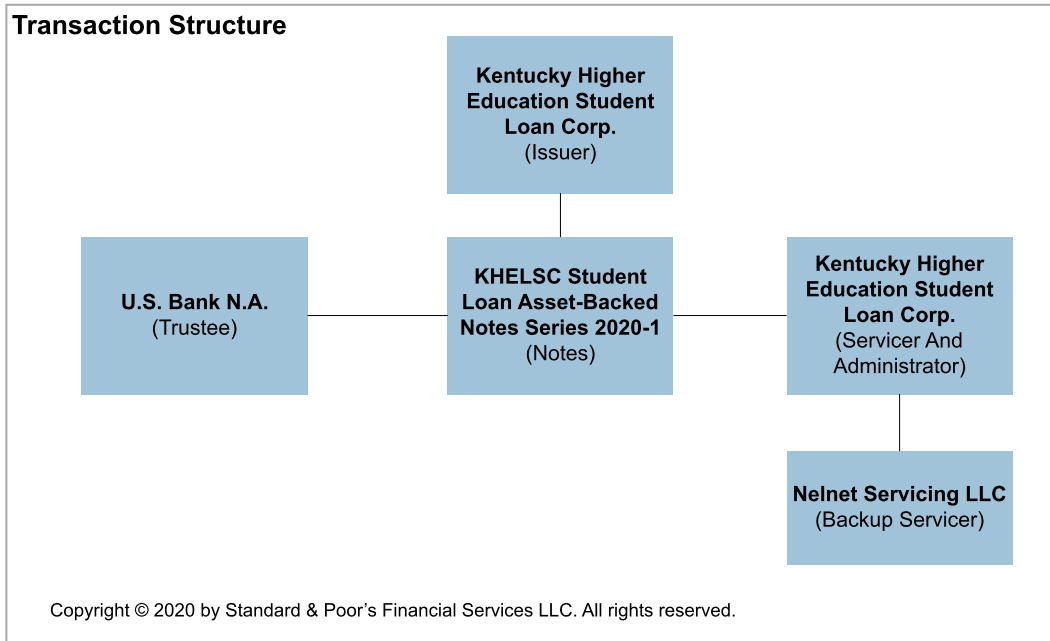 Transaction Structure
Kentucky Higher
Education Student
Loan Corp.
(Issuer)
U.S. Bank N.A.
(Trustee)
KHELSC Student
Loan Asset-Backed
Notes Series 2020-1
(Notes)
Kentucky Higher
Education Student
Loan Corp.
(Servicer And
Administrator)
Nelnet Servicing LLC
(Backup Servicer)
Copyright © 2020 by Standard & Poor’s Financial Services LLC. All rights reserved.